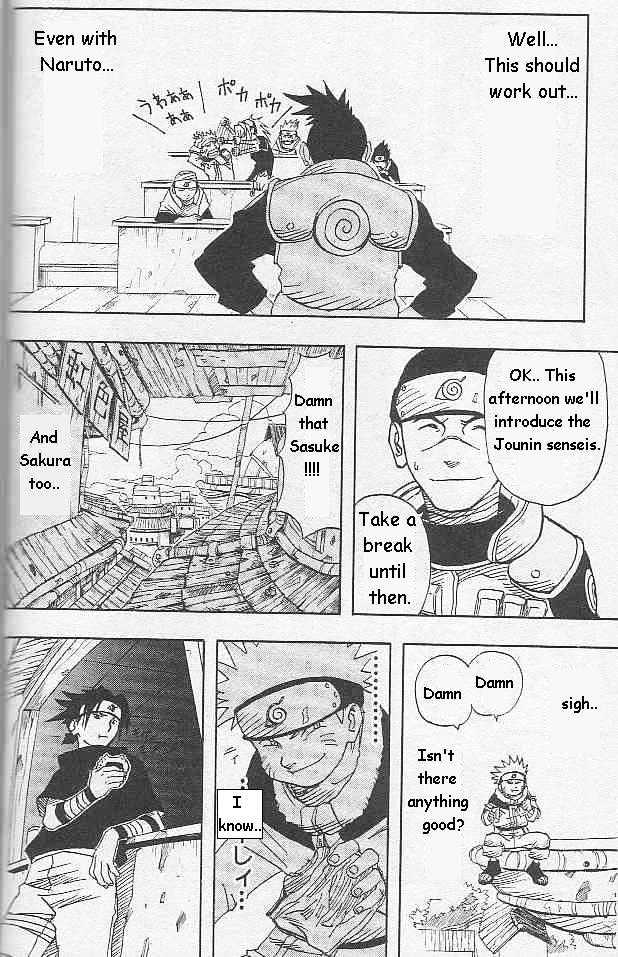 Well...
This should
work out...
ポカ ポカ
うわああ
ああ
Even with
Naruto...
OK.. This
afternoon we'll
introduce the
Jounin senseis.
Take a
break
until
then.
Damn
that
Sasuke
!!!!
And
Sakura
too..
sigh..
Damn
Damn
Isn't
there
anything
good?
I
know..